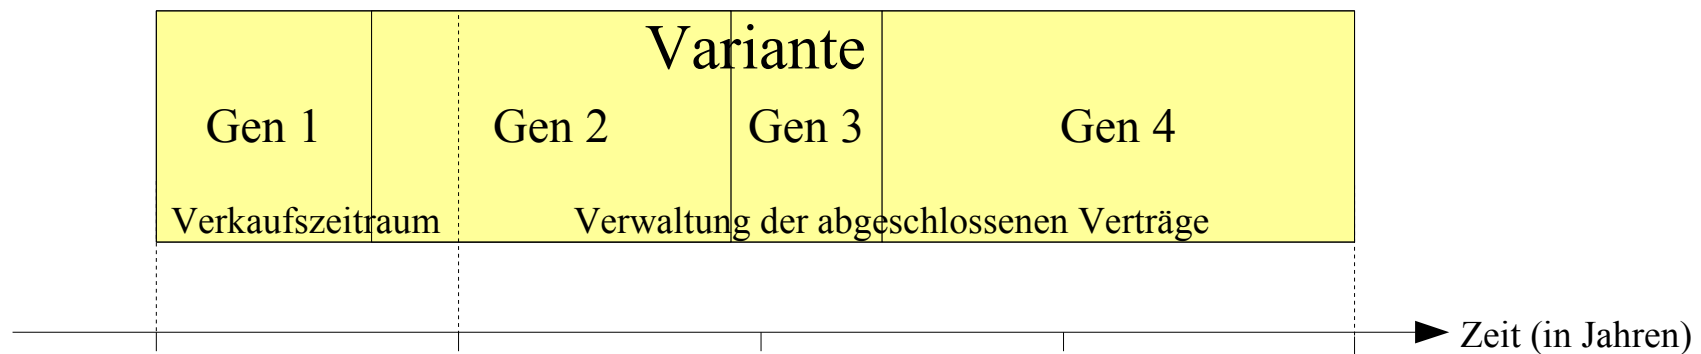 Variante
Gen 1 Gen 2 Gen 3 Gen 4
Verkaufszeitraum Verwaltung der abgeschlossenen Verträge
Zeit (in Jahren)